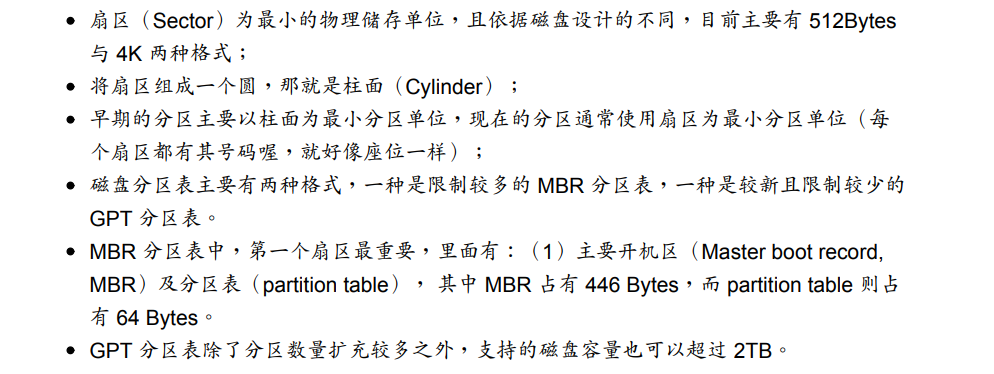 • 扇区（Sector）为最小的物理储存单位，且依据磁盘设计的不同，目前主要有 512Bytes
与 4K 两种格式；
• 将扇区组成一个圆，那就是柱面（Cylinder）；
• 早期的分区主要以柱面为最小分区单位，现在的分区通常使用扇区为最小分区单位（每
个扇区都有其号码喔，就好像座位一样）；
• 磁盘分区表主要有两种格式，一种是限制较多的 MBR 分区表，一种是较新且限制较少的
GPT 分区表。
• MBR 分区表中，第一个扇区最重要，里面有：（1）主要开机区（Master boot record,
MBR）及分区表（partition table）， 其中 MBR 占有 446 Bytes，而 partition table 则占
有 64 Bytes。
• GPT 分区表除了分区数量扩充较多之外，支持的磁盘容量也可以超过 2TB。